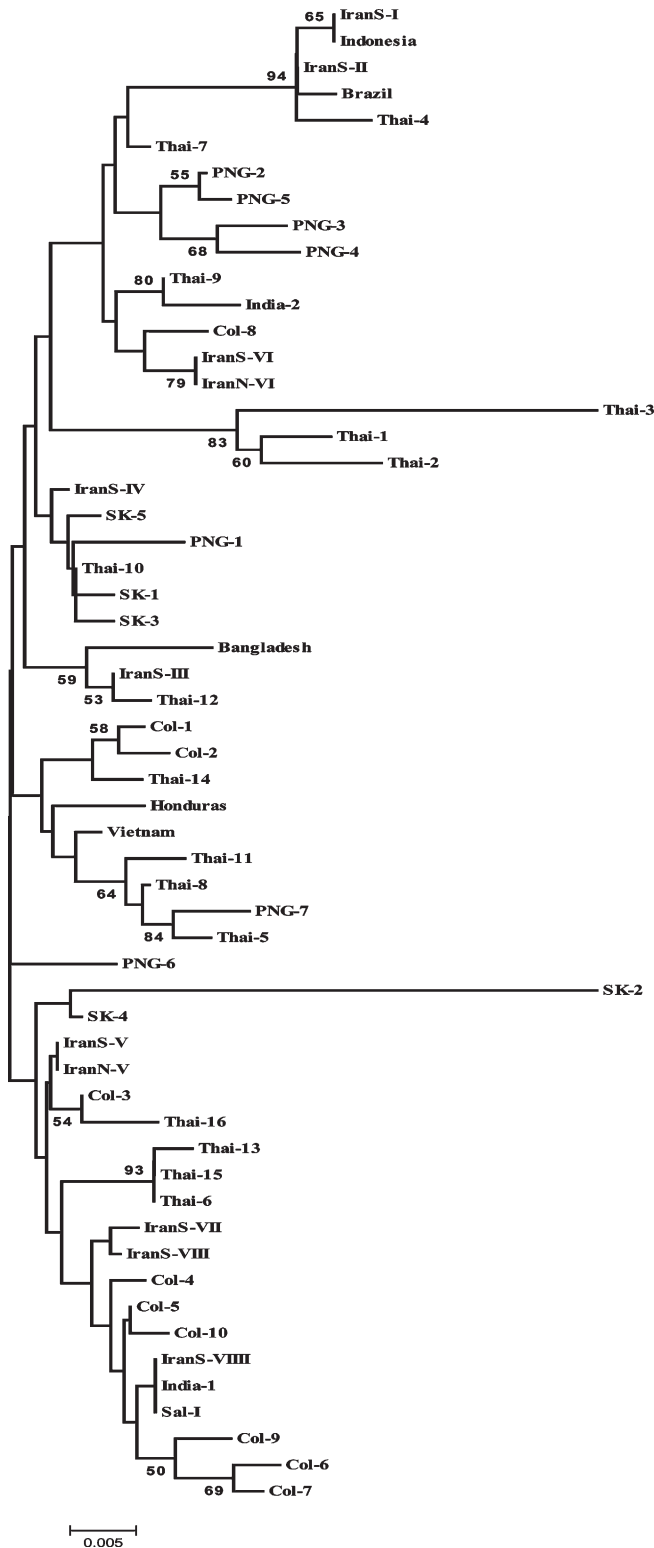 65 IranS-I
Indonesia
IranS-II
94
Brazil
Thai-4
Thai-7
55 PNG-2
PNG-5
PNG-3
68 PNG-4
80 Thai-9
India-2
Col-8
IranS-VI
79 IranN-VI
Thai-3
83 Thai-1
60 Thai-2
IranS-IV
SK-5
PNG-1
Thai-10
SK-1
SK-3
Bangladesh
59 IranS-III
53 Thai-12
58 Col-1
Col-2
Thai-14
Honduras
Vietnam
Thai-11
64 Thai-8
PNG-7
84 Thai-5
PNG-6
SK-2
SK-4
IranS-V
IranN-V
Col-3
54 Thai-16
Thai-13
93 Thai-15
Thai-6
IranS-VII
IranS-VIII
Col-4
Col-5
Col-10
IranS-VIIII
India-1
Sal-I
Col-9
50 Col-6
69 Col-7
0.005